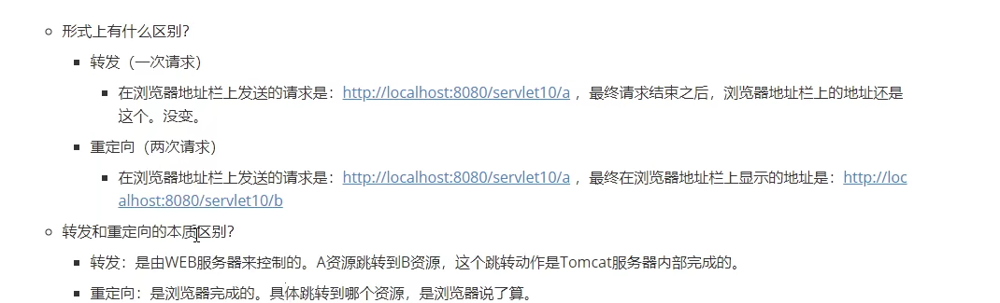 形式上有什么区别？
转发（一次请求）
在浏览器地址栏上发送的请求是：http://localhost:8080/servlet10/a ，最终请求结束之后，浏览器地址栏上的地址还是
这个。没变。
重定向（两次请求）
在浏览器地址栏上发送的请求是：http://localhost:8080/servlet10/a ，最终在浏览器地址栏上显示的地址是：http://loc
alhost:8080/servlet10/b
转发和重定向的本质区别？
转发：是由WEB服务器来控制的。A资源跳转到B资源，这个跳转动作是Tomcat服务器内部完成的。
重定向：是浏览器完成的。具体跳转到哪个资源，是浏览器说了算。